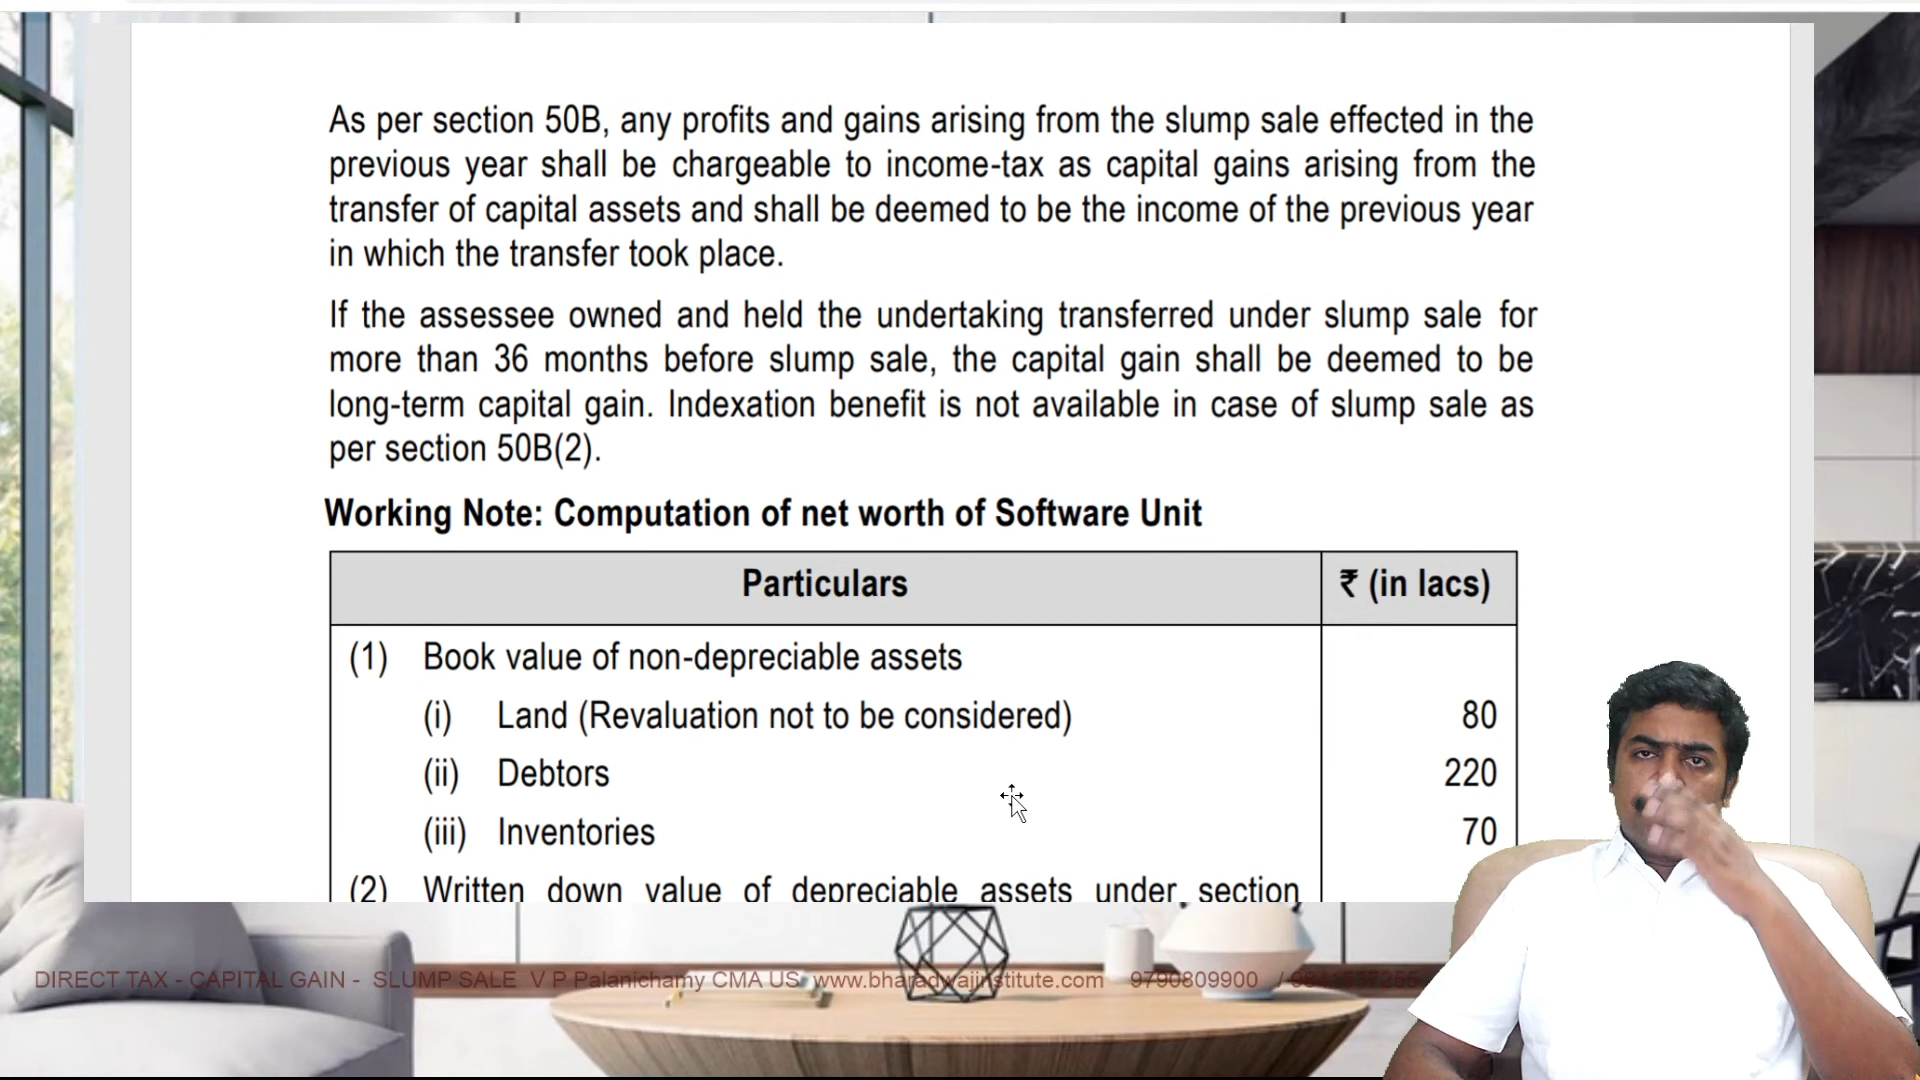 As per section 50B, any profits and gains arising from the slump sale effected in the
previous year shall be chargeable to income-tax as capital gains arising from the
transfer of capital assets and shall be deemed to be the income of the previous year
in which the transfer took place.
If the assessee owned and held the undertaking transferred under slump sale for
more than 36 months before slump sale, the capital gain shall be deemed to be
long-term capital gain. Indexation benefit is not available in case of slump sale as
per section 50B(2).
Working Note: Computation of net worth of Software Unit
Particulars ₹ (in lacs)
(1) Book value of non-depreciable assets
(i) Land (Revaluation not to be considered) 80
(ii) Debtors 220
(iii) Inventories 70
(2) Written down value of depreciable assets under section
DIRECT TAX - CAPITAL GAIN - SLUMP SALE V P Palanichamy CMA US www.bharadwajinstitute.com 9790809900 /